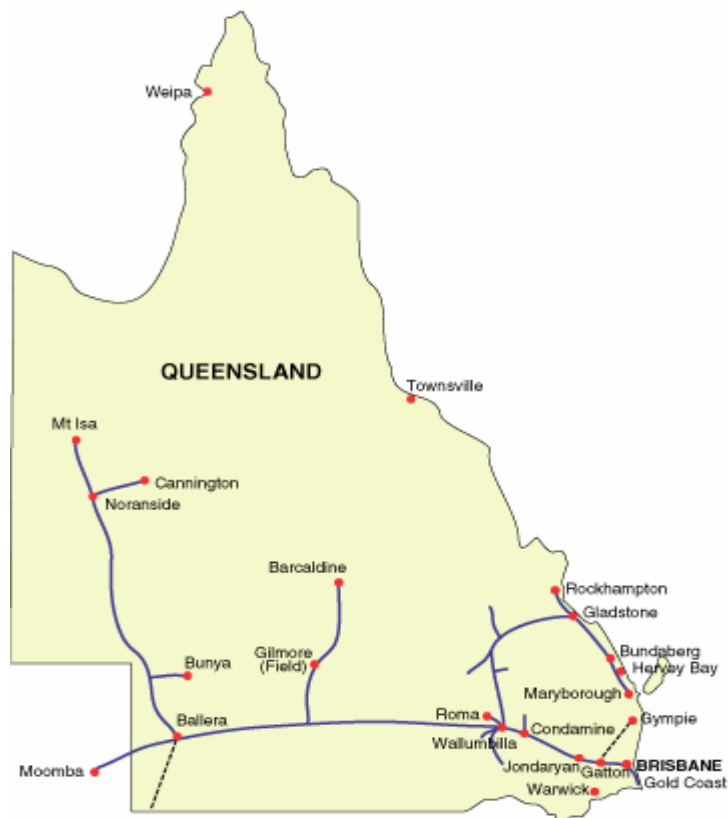 Weipa
QUEENSLAND
Townsville
Mt Isa
Cannington
Noranside
Barcaldine
Rockhampton
Gladstone
Bunya
Gilmore
(Field)
Bundaberg
Hervey Bay
Maryborough
Ballera
Roma
Gympie
Wallumbilla
Condamine
Moomba
Jondaryan
Gatton
BRISBANE
Gold Coast
Warwick